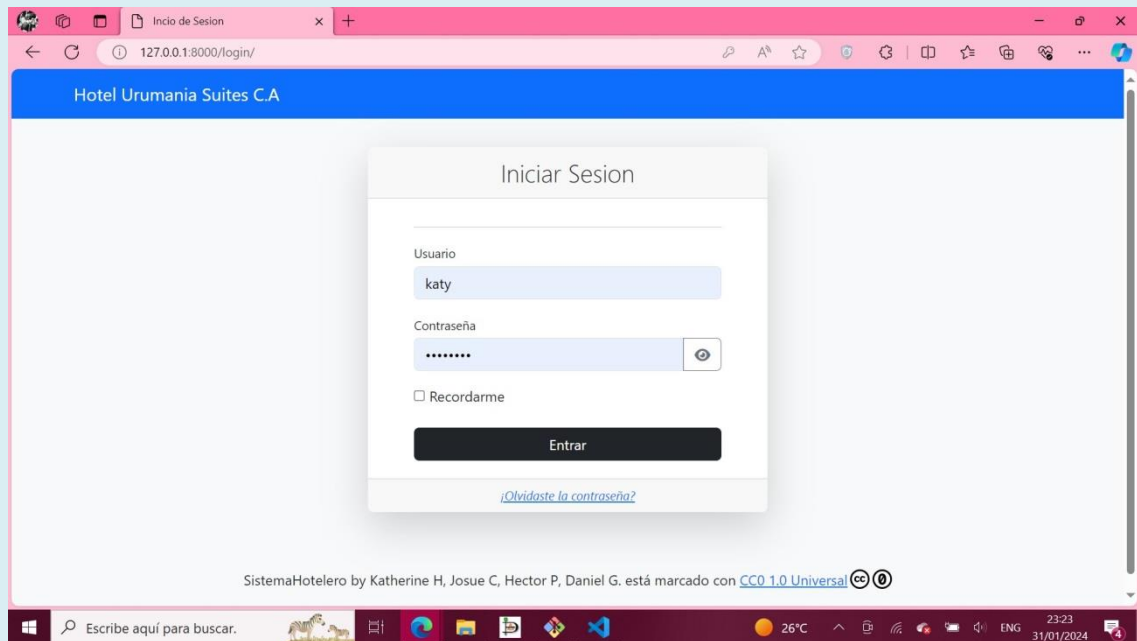 Incio de Sesion
127.0.0.1:8000/login/
Hotel Urumania Suites C.A
Iniciar Sesion
Usuario
katy
Contraseña
••••••••
Recordarme
Entrar
¡Olvidaste la contraseña?
SistemaHotelero by Katherine H, Josue C, Hector P, Daniel G. está marcado con CC0 1.0 Universal
Escribe aquí para buscar.
26°C
ENG
23:23
31/01/2024
4